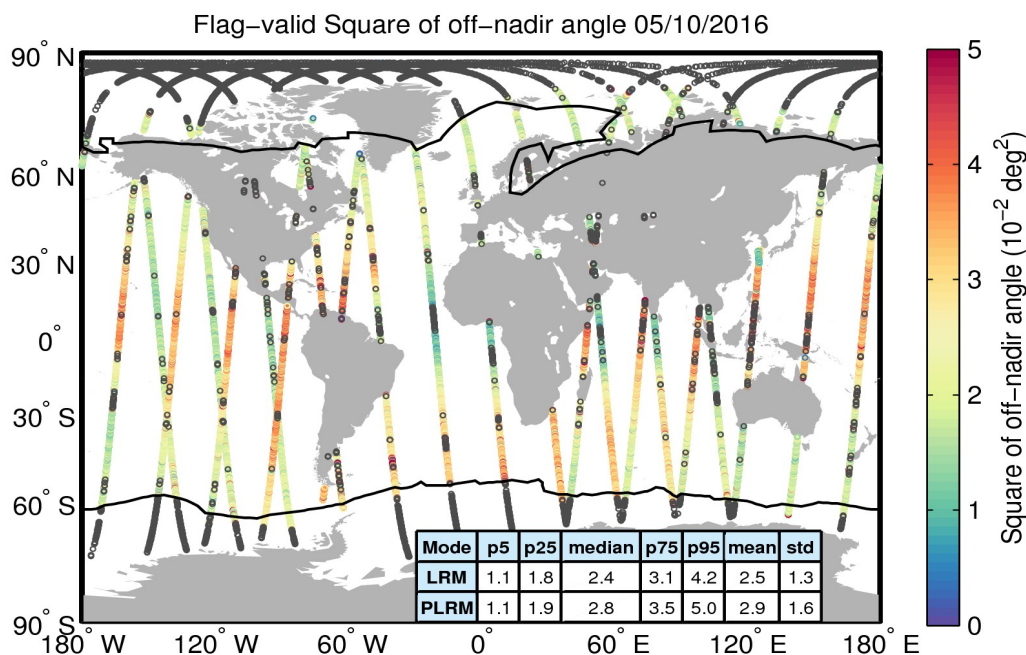 Flag−valid Square of off−nadir angle 05/10/2016
90° N
60° N
30° N
0°
30° S
60° S
90° S
180° W
120° W
60° W
0°
60° E
120° E
180° E
Mode p5 p25 median p75 p95 mean std
LRM 1.1 1.8 2.4 3.1 4.2 2.5 1.3
PLRM 1.1 1.9 2.8 3.5 5.0 2.9 1.6
5
4
3
2
1
0
Square of off−nadir angle (10⁻² deg²)